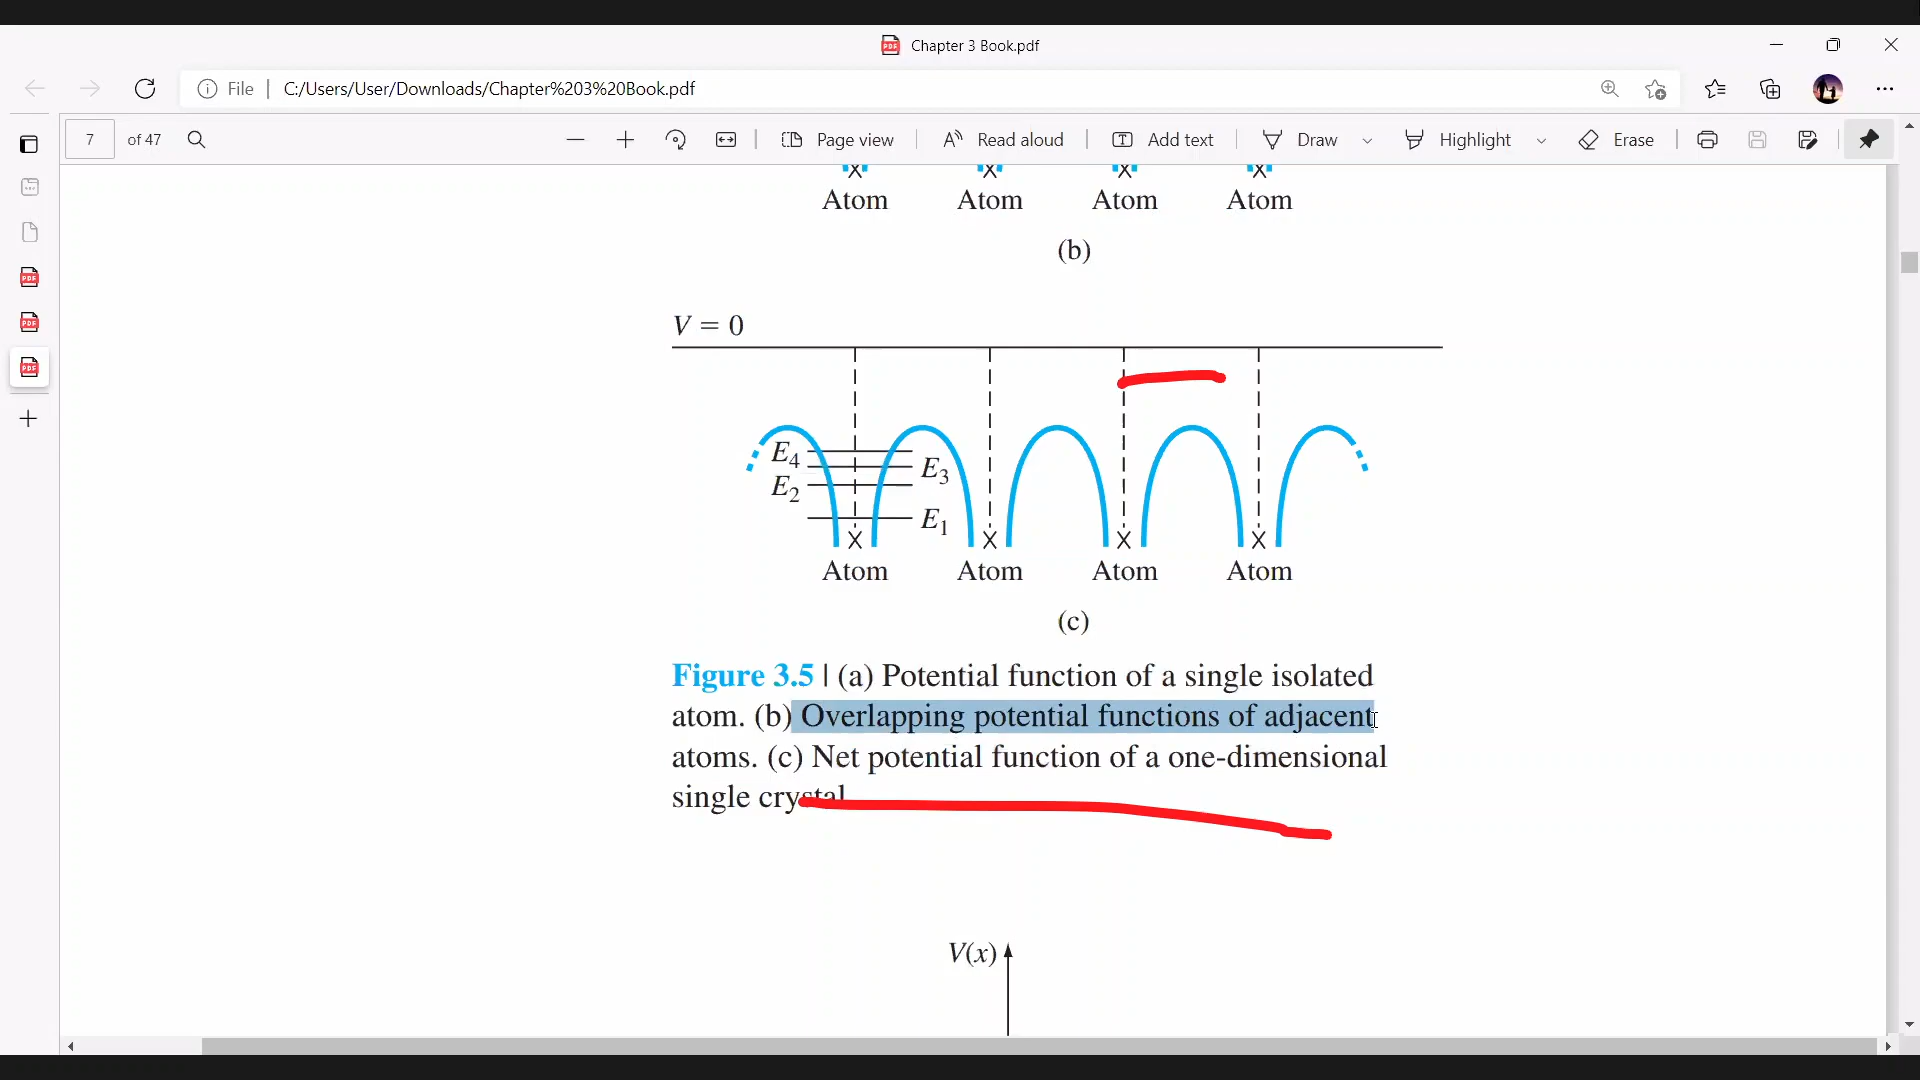 Chapter 3 Book.pdf
File | C:/Users/User/Downloads/Chapter%203%20Book.pdf
7 of 47 Page view Read aloud Add text Draw Highlight Erase
X X X X
Atom Atom Atom Atom
(b)
V = 0
E4
E3
E2
E1
X X X X
Atom Atom Atom Atom
(c)
Figure 3.5 | (a) Potential function of a single isolated
atom. (b) Overlapping potential functions of adjacent
atoms. (c) Net potential function of a one-dimensional
single crystal
V(x)